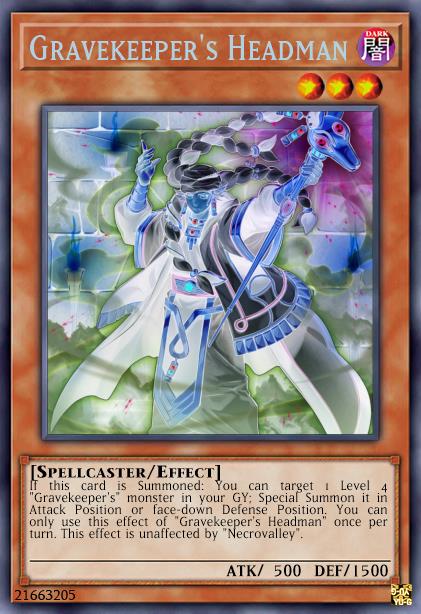 GRAVEKEEPER'S HEADMAN
DARK
闇
[SPELLCASTER/EFFECT]
If this card is Summoned: You can target 1 Level 4
"Gravekeeper's" monster in your GY; Special Summon it in
Attack Position or face-down Defense Position. You can
only use this effect of "Gravekeeper's Headman" once per
turn. This effect is unaffected by "Necrovalley".
ATK/ 500 DEF/1500
21663205